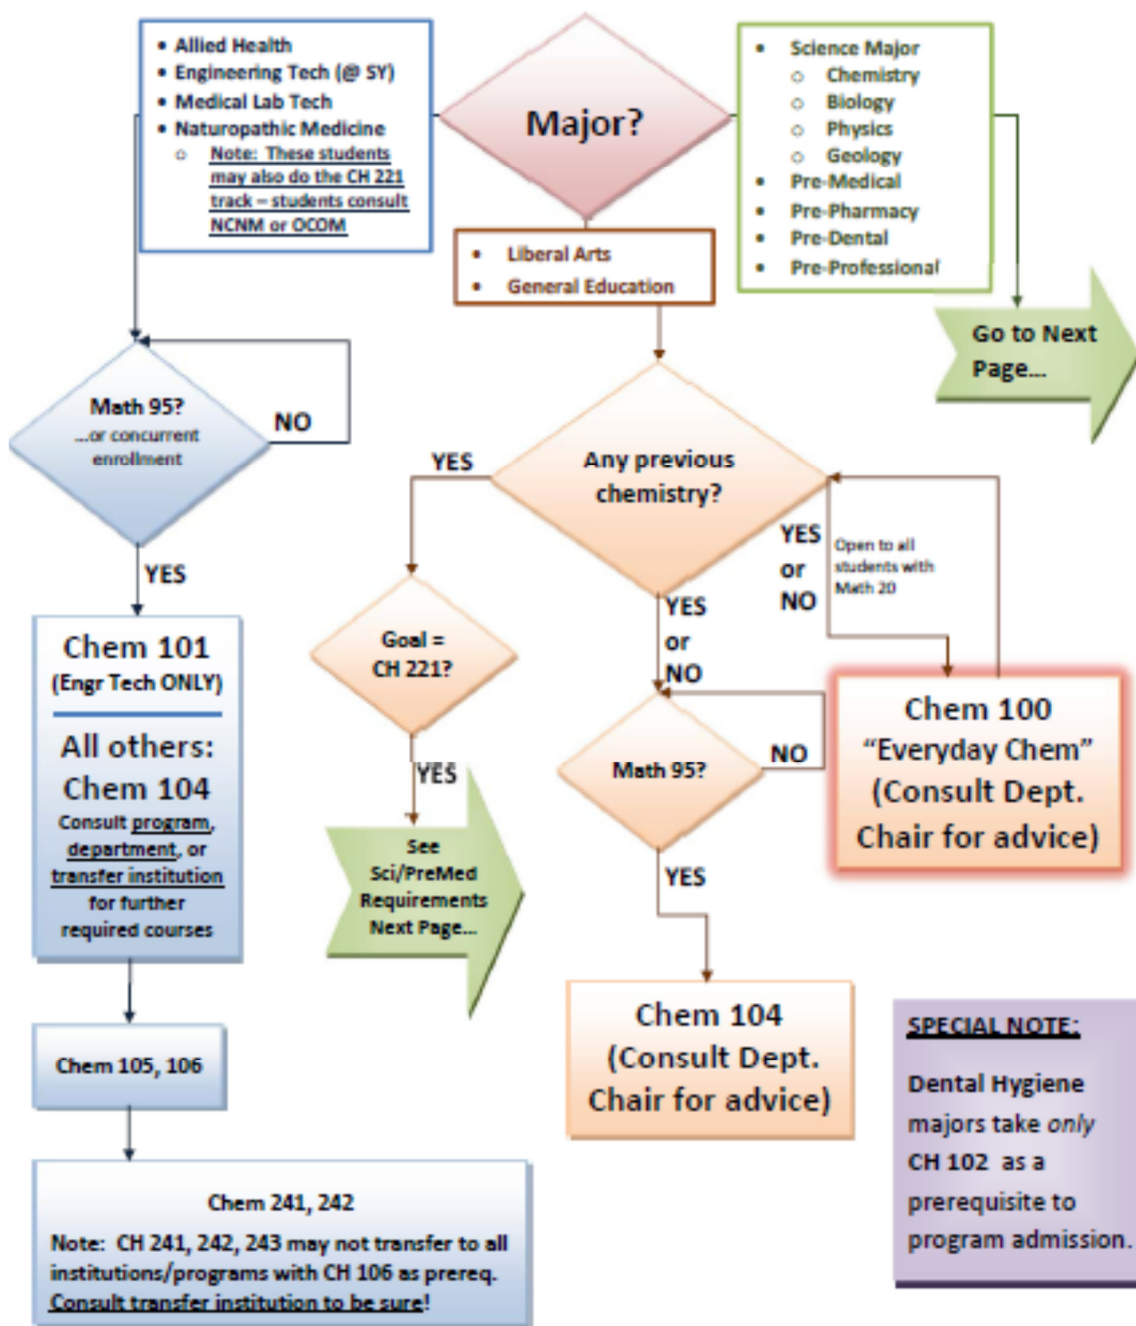 • Allied Health
• Engineering Tech (@ SY)
• Medical Lab Tech
• Naturopathic Medicine
o Note: These students
may also do the CH 221
track – students consult
NCNM or OCOM
Major?
• Science Major
o Chemistry
o Biology
o Physics
o Geology
• Pre-Medical
• Pre-Pharmacy
• Pre-Dental
• Pre-Professional
• Liberal Arts
• General Education
Go to Next
Page...
Math 95?
...or concurrent
enrollment
NO
YES
Chem 101
(Engr Tech ONLY)
All others:
Chem 104
Consult program,
department, or
transfer institution
for further
required courses
Chem 105, 106
Chem 241, 242
Note: CH 241, 242, 243 may not transfer to all
institutions/programs with CH 106 as prereq.
Consult transfer institution to be sure!
Any previous
chemistry?
YES
Goal =
CH 221?
YES
See
Sci/PreMed
Requirements
Next Page...
YES
or
NO
Math 95?
NO
YES
Chem 104
(Consult Dept.
Chair for advice)
YES
or
NO
Open to all
students with
Math 20
Chem 100
“Everyday Chem”
(Consult Dept.
Chair for advice)
SPECIAL NOTE:
Dental Hygiene
majors take only
CH 102 as a
prerequisite to
program admission.